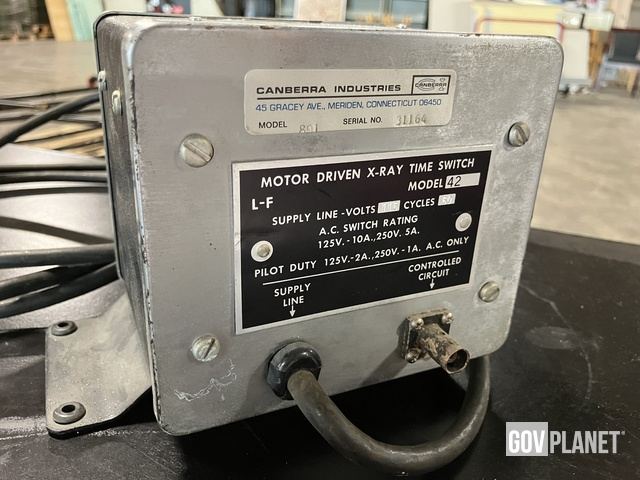 CANBERRA INDUSTRIES CANBERRA
45 GRACEY AVE., MERIDEN, CONNECTICUT 06450
MODEL 801 SERIAL NO. 31164
MOTOR DRIVEN X-RAY TIME SWITCH
L-F MODEL 42
SUPPLY LINE-VOLTS 115 CYCLES
A.C. SWITCH RATING
125V.-10A.,250V. 5A.
PILOT DUTY 125V.-2A.,250V.-1A. A.C. ONLY
SUPPLY LINE
CONTROLLED CIRCUIT
GOVPLANET